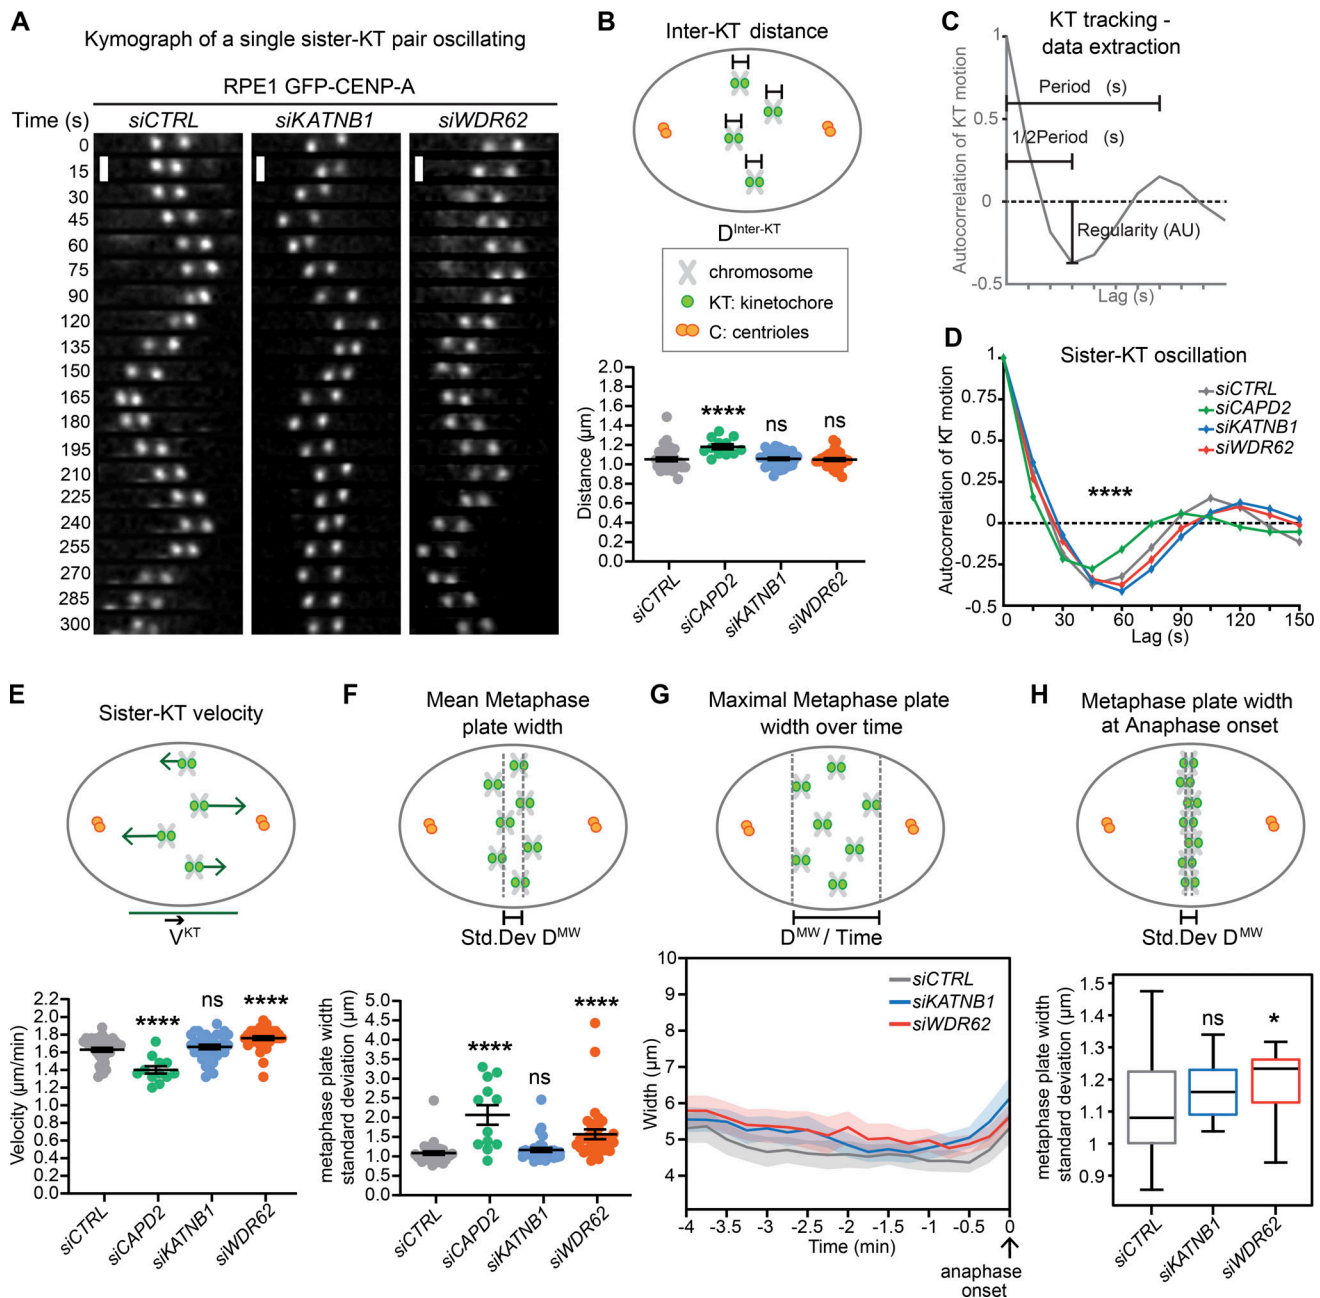 A
Kymograph of a single sister-KT pair oscillating
RPE1 GFP-CENP-A
Time (s)
siCTRL
siKATNB1
siWDR62
0
15
30
45
60
75
90
120
135
150
165
180
195
210
225
240
255
270
285
300
B
Inter-KT distance
D^Inter-KT
chromosome
KT: kinetochore
C: centrioles
Distance (µm)
2.0
1.8
1.6
1.4
1.2
1.0
0.8
0.6
0.4
0.2
0.0
****
ns
ns
siCTRL
siCAPD2
siKATNB1
siWDR62
C
KT tracking -
data extraction
Autocorrelation of KT motion
1
0.5
0
-0.5
Period (s)
1/2Period (s)
Regularity (AU)
Lag (s)
D
Sister-KT oscillation
Autocorrelation of KT motion
1
0.75
0.5
0.25
0
-0.25
-0.5
siCTRL
siCAPD2
siKATNB1
siWDR62
****
0
30
60
90
120
150
Lag (s)
E
Sister-KT velocity
V^KT
Velocity (µm/min)
2.2
2.0
1.8
1.6
1.4
1.2
1.0
0.8
0.6
0.4
0.2
0.0
****
ns
****
siCTRL
siCAPD2
siKATNB1
siWDR62
F
Mean Metaphase
plate width
Std.Dev D^MW
metaphase plate width
standard deviation (µm)
5.0
4.5
4.0
3.5
3.0
2.5
2.0
1.5
1.0
0.5
0.0
****
ns
****
siCTRL
siCAPD2
siKATNB1
siWDR62
G
Maximal Metaphase plate
width over time
D^MW / Time
Width (µm)
10
9
8
7
6
5
4
siCTRL
siKATNB1
siWDR62
-4
-3.5
-3
-2.5
-2
-1.5
-1
-0.5
0
Time (min)
anaphase
onset
H
Metaphase plate width
at Anaphase onset
Std.Dev D^MW
metaphase plate width
standard deviation (µm)
1.5
1.4
1.3
1.2
1.1
1
0.9
ns
*
siCTRL
siKATNB1
siWDR62